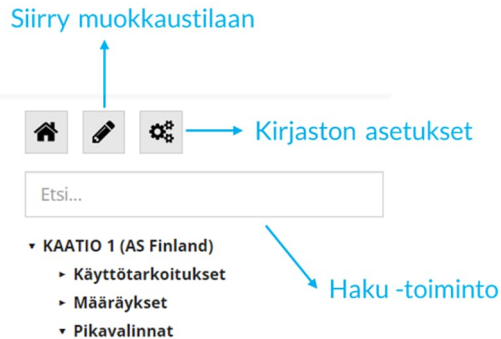 Siirry muokkaustilaan
Kirjaston asetukset
Etsi...
KAATIO 1 (AS Finland)
Käyttötarkoitukset
Haku -toiminto
Määräykset
Pikavalinnat